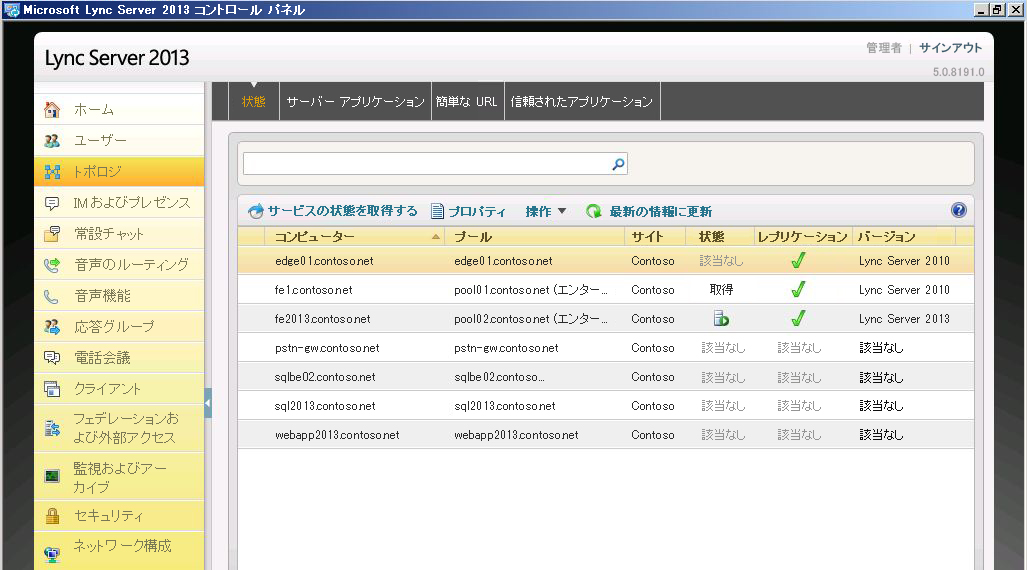 Microsoft Lync Server 2013 コントロール パネル
Lync Server 2013
管理者 | サインアウト
5.0.8191.0
ホーム
ユーザー
トポロジ
IM およびプレゼンス
常設チャット
音声のルーティング
音声機能
応答グループ
電話会議
クライアント
フェデレーションお
よび外部アクセス
監視およびアー
カイブ
セキュリティ
ネットワーク構成
状態 サーバー アプリケーション 簡単な URL 信頼されたアプリケーション
サービスの状態を取得する プロパティ 操作 最新の情報に更新
コンピューター プール サイト 状態 レプリケーション バージョン
edge01.contoso.net edge01.contoso.net Contoso 該当なし Lync Server 2010
fe1.contoso.net pool01.contoso.net (エンター... Contoso 取得 Lync Server 2010
fe2013.contoso.net pool02.contoso.net (エンター... Contoso Lync Server 2013
pstn-gw.contoso.net pstn-gw.contoso.net Contoso 該当なし 該当なし 該当なし
sqlbe02.contoso.net sqlbe02.contoso... Contoso 該当なし 該当なし 該当なし
sql2013.contoso.net sql2013.contoso.net Contoso 該当なし 該当なし 該当なし
webapp2013.contoso.net webapp2013.contoso.net Contoso 該当なし 該当なし 該当なし